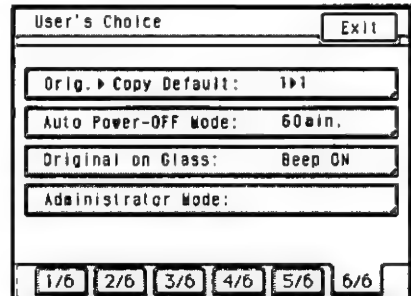 User's Choice Exit
Orig.▶Copy Default: 1▶1
Auto Power-OFF Mode: 60min.
Original on Glass: Beep ON
Administrator Mode:
1/6 2/6 3/6 4/6 5/6 6/6